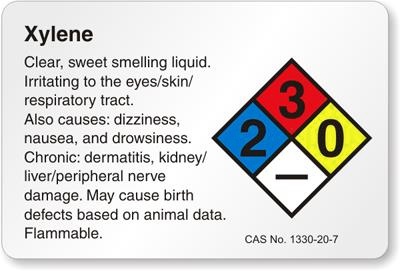 Xylene
Clear, sweet smelling liquid.
Irritating to the eyes/skin/
respiratory tract.
Also causes: dizziness,
nausea, and drowsiness.
Chronic: dermatitis, kidney/
liver/peripheral nerve
damage. May cause birth
defects based on animal data.
Flammable.
3
2 0
–
CAS No. 1330-20-7